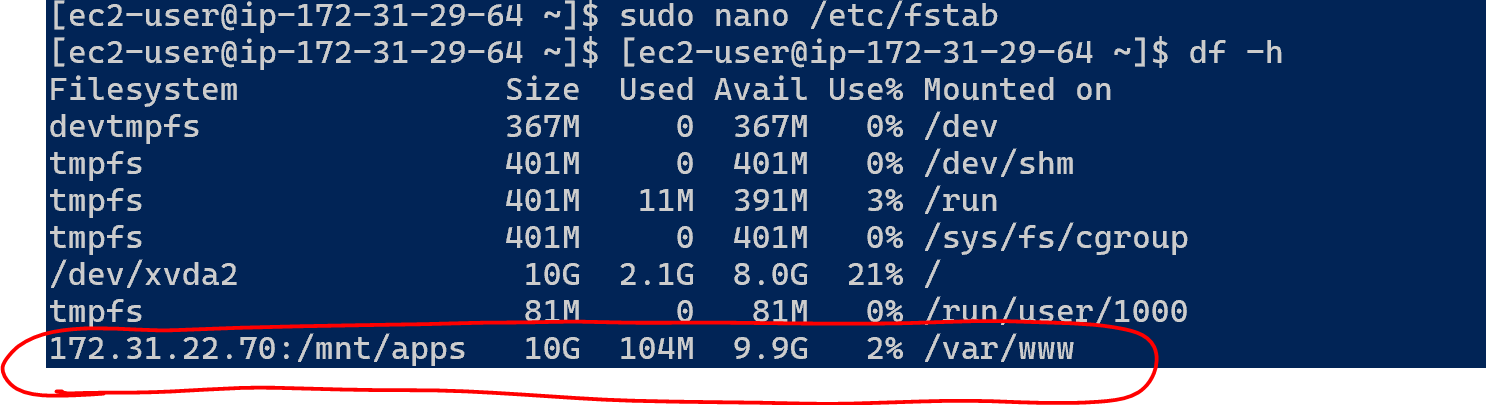 [ec2-user@ip-172-31-29-64 ~]$ sudo nano /etc/fstab
[ec2-user@ip-172-31-29-64 ~]$ [ec2-user@ip-172-31-29-64 ~]$ df -h
Filesystem Size Used Avail Use% Mounted on
devtmpfs 367M 0 367M 0% /dev
tmpfs 401M 0 401M 0% /dev/shm
tmpfs 401M 11M 391M 3% /run
tmpfs 401M 0 401M 0% /sys/fs/cgroup
/dev/xvda2 10G 2.1G 8.0G 21% /
tmpfs 81M 0 81M 0% /run/user/1000
172.31.22.70:/mnt/apps 10G 104M 9.9G 2% /var/www